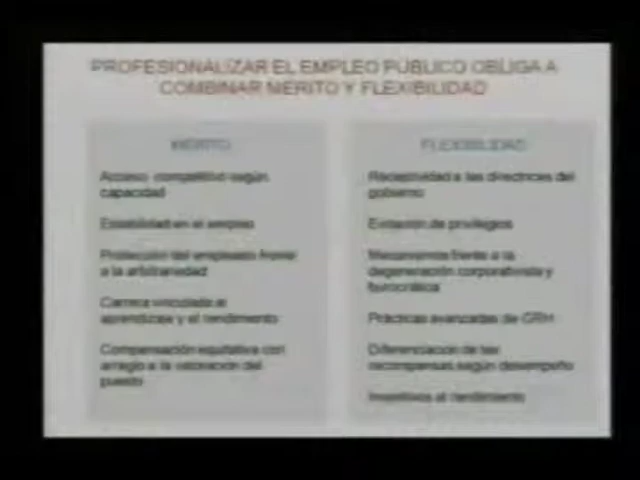 PROFESIONALIZAR EL EMPLEO PÚBLICO OBLIGA A
COMBINAR MÉRITO Y FLEXIBILIDAD
MÉRITO
Acceso competitivo según
capacidad
Estabilidad en el empleo
Protección del empleado frente
a la arbitrariedad
Carrera vinculada al
aprendizaje y el rendimiento
Compensación equitativa con
arreglo a la valoración del
puesto
FLEXIBILIDAD
Receptividad a las directrices del
gobierno
Evitación de privilegios
Mecanismos frente a la
degeneración corporativista y
burocrática
Prácticas avanzadas de GRH
Diferenciación de las
recompensas según desempeño
Incentivos al rendimiento